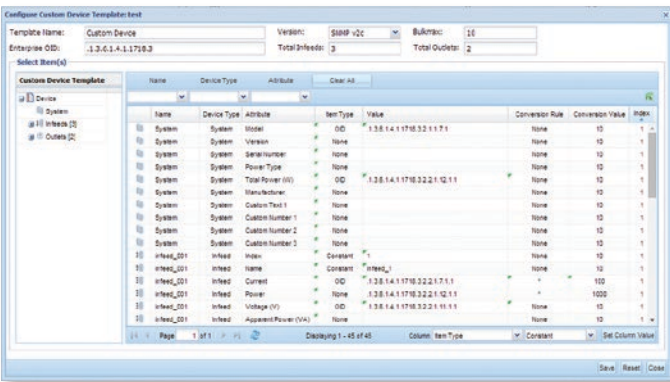 Configure Custom Device Template: test
Template Name: Custom Device Version: SNMP v2c Bulkmax: 10
Enterprise OID: .1.3.6.1.4.1.1718.3 Total Infeeds: 3 Total Outlets: 2
Select Item(s)
Custom Device Template Name Device Type Attribute Clear All
Device
System
Infeeds [3]
Outlets [2]
Name Device Type Attribute Item Type Value Conversion Rule Conversion Value Index
System System Model OID .1.3.6.1.4.1.1718.3.2.1.1.7.1 None 10 1
System System Version None None 10 1
System System Serial Number None None 10 1
System System Power Type None None 10 1
System System Total Power (W) OID .1.3.6.1.4.1.1718.3.2.2.1.12.1.1 None 10 1
System System Manufacturer None None 10 1
System System Custom Text 1 None None 10 1
System System Custom Number 1 None None 10 1
System System Custom Number 2 None None 10 1
System System Custom Number 3 None None 10 1
Infeed_001 Infeed Index Constant 1 None 10 1
Infeed_001 Infeed Name Constant Infeed_1 None 10 1
Infeed_001 Infeed Current OID .1.3.6.1.4.1.1718.3.2.2.1.7.1.1 100 1
Infeed_001 Infeed Power None .1.3.6.1.4.1.1718.3.2.2.1.12.1.1 1000 1
Infeed_001 Infeed Voltage (V) OID .1.3.6.1.4.1.1718.3.2.2.1.11.1.1 None 10 1
Infeed_001 Infeed Apparent Power (VA) None None 10 1
Page 1 of 1 Displaying 1 - 45 of 45 Column Item Type Constant Set Column Value
Save Reset Close